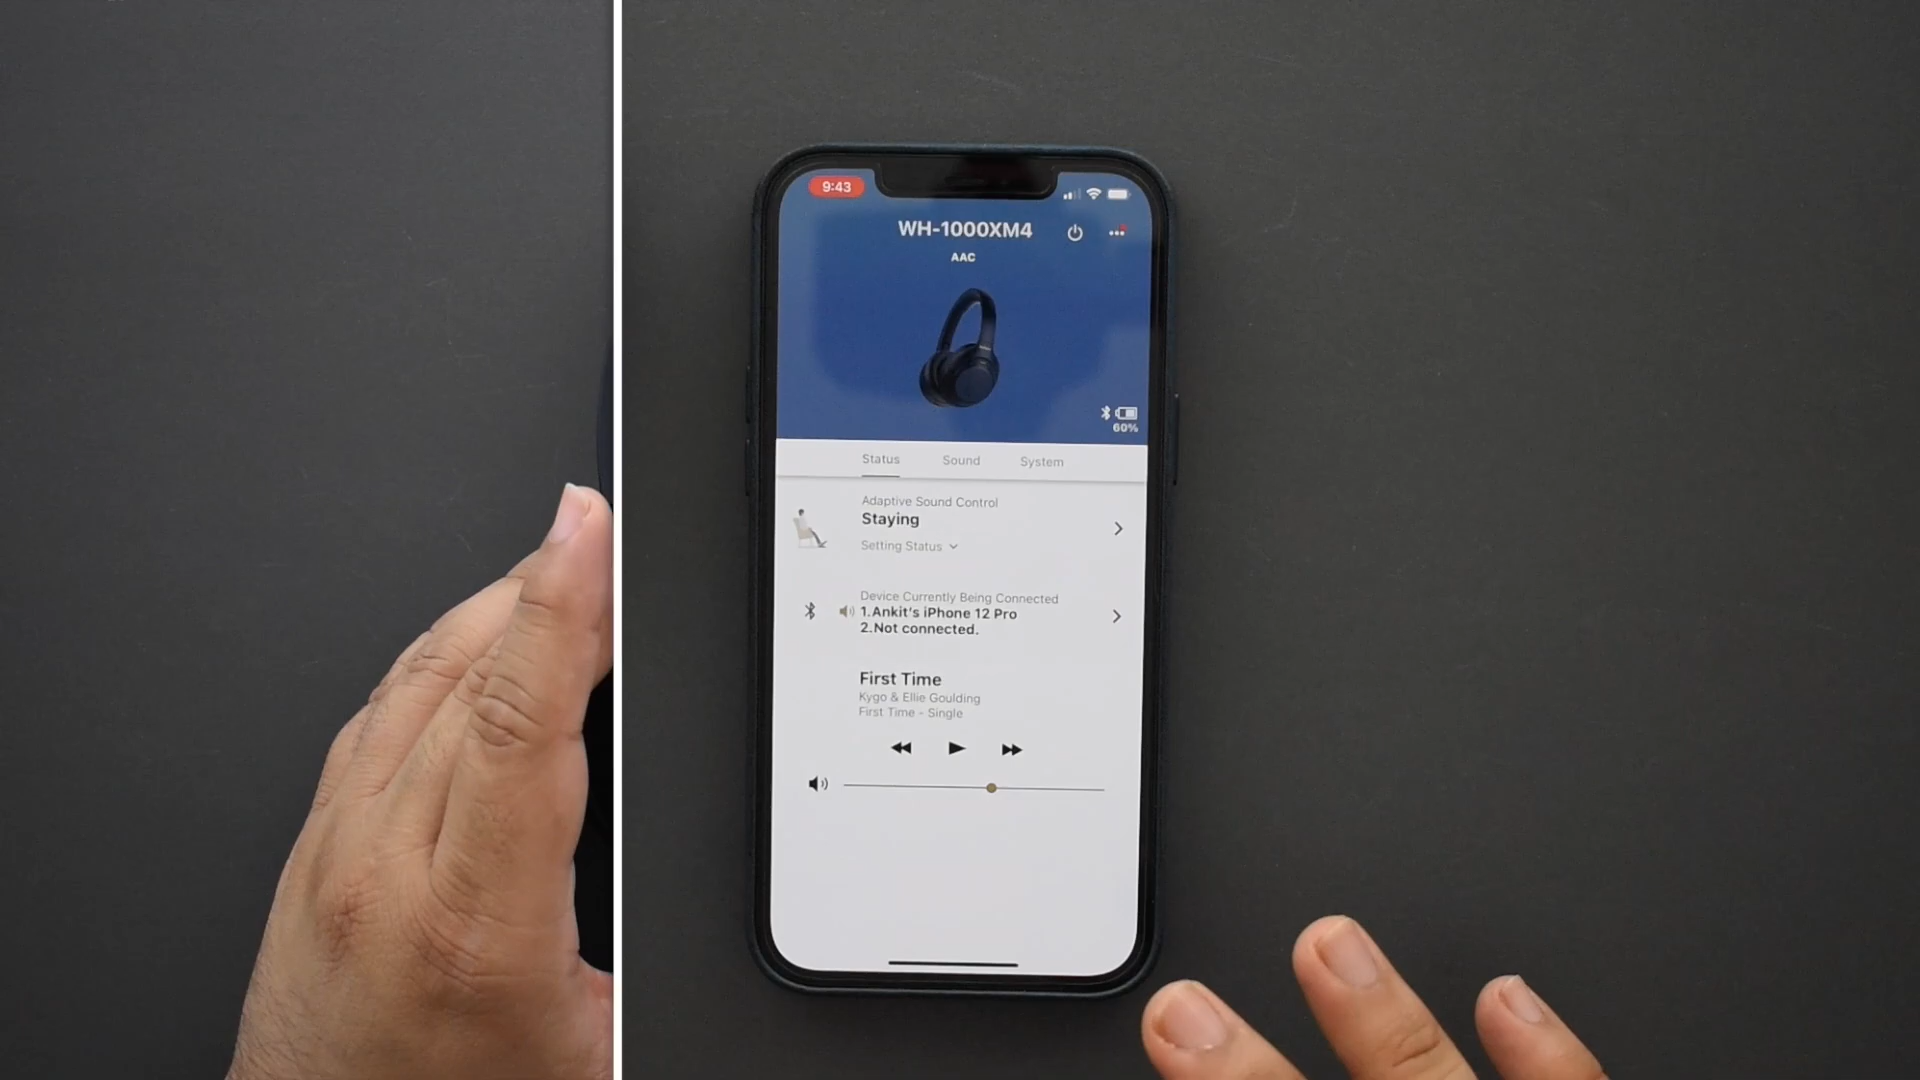 9:43
WH-1000XM4
AAC
60%
Status Sound System
Adaptive Sound Control
Staying
Setting Status
Device Currently Being Connected
1.Ankit's iPhone 12 Pro
2.Not connected.
First Time
Kygo & Ellie Goulding
First Time - Single